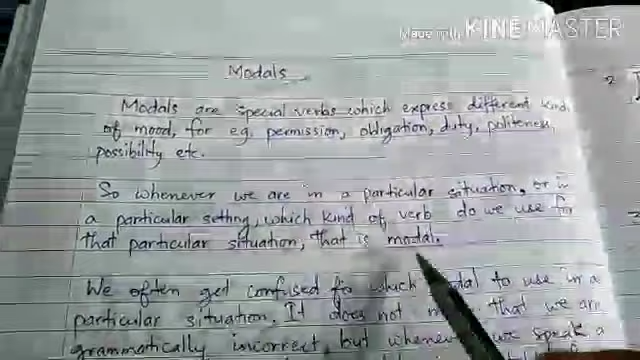 Made with KINEMASTER
Modals
Modals are special verbs which express different kind
of mood, for eg. permission, obligation, duty, politeness,
possibility etc.
So whenever we are in a particular situation, or in
a particular setting, which kind of verb do we use for
that particular situation, that is modal.
We often get confused to which to use in a
particular situation. It does not that we are
grammatically incorrect, but whenever we speak a